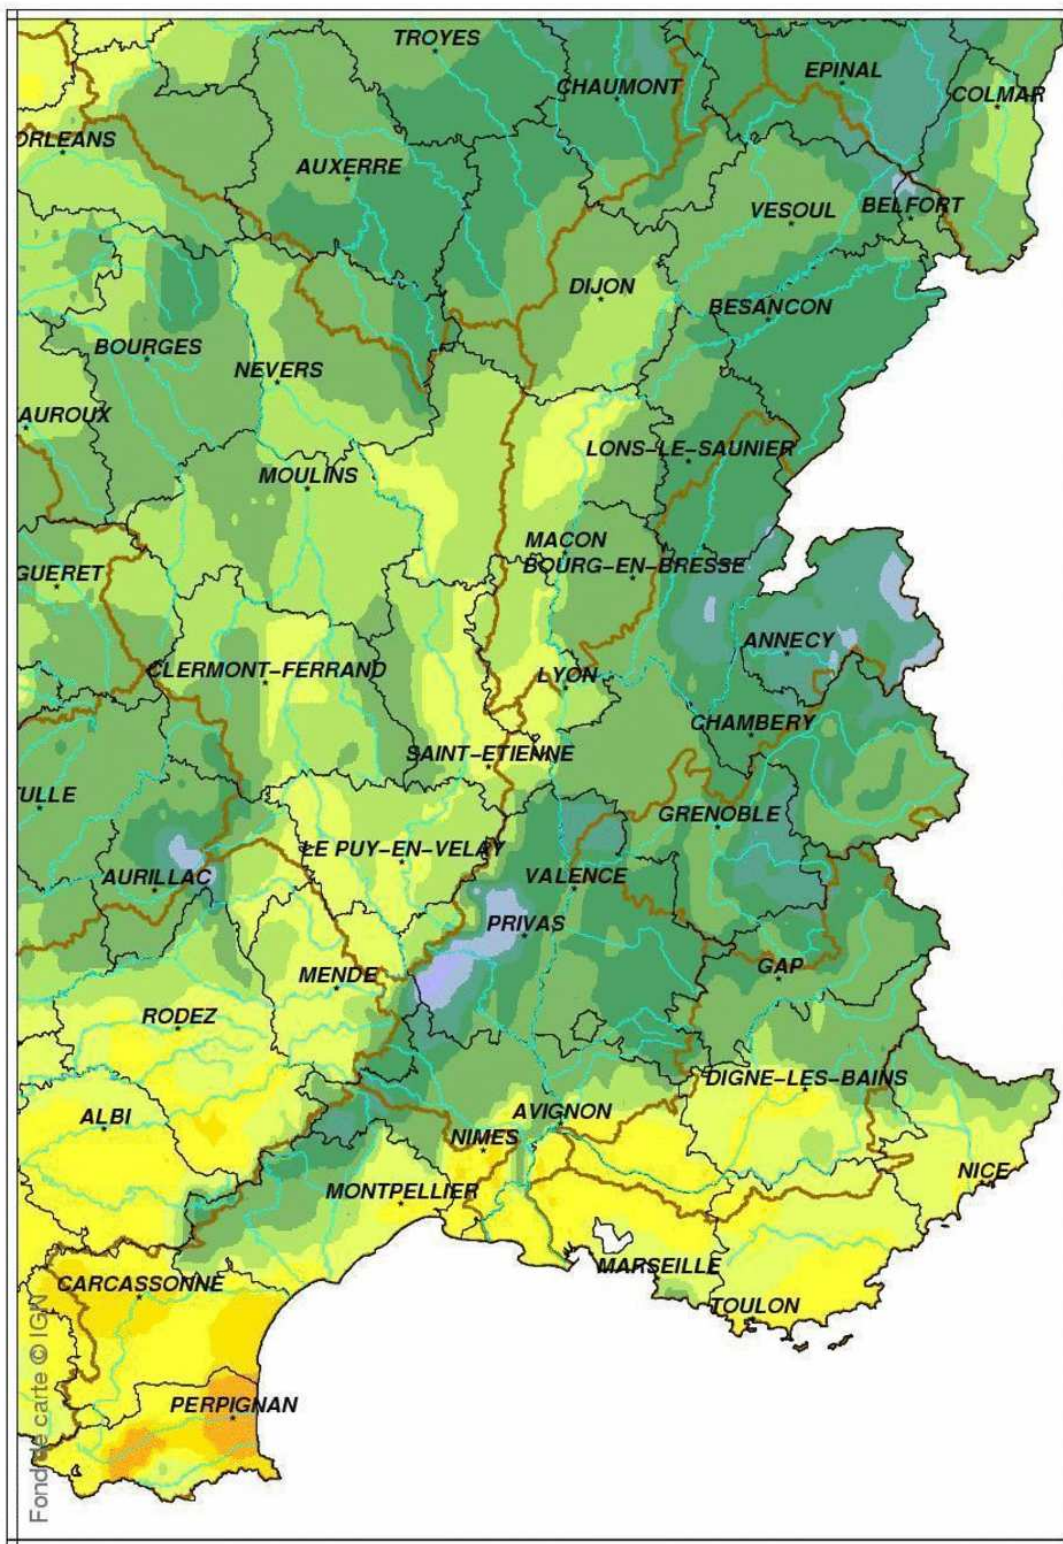 TROYES
EPINAL
CHAUMONT
COLMAR
ORLEANS
AUXERRE
VESOUL
BELFORT
DIJON
BESANCON
BOURGES
NEVERS
AUROUX
LONS-LE-SAUNIER
MOULINS
MACON
BOURG-EN-BRESSE
GUERET
ANNECY
CLERMONT-FERRAND
LYON
CHAMBERY
SAINT-ETIENNE
TULLE
GRENOBLE
LE PUY-EN-VELAY
AURILLAC
VALENCE
PRIVAS
GAP
MENDE
RODEZ
DIGNE-LES-BAINS
ALBI
AVIGNON
NIMES
NICE
MONTPELLIER
MARSEILLE
CARCASSONNE
TOULON
PERPIGNAN
Fond de carte © IGN